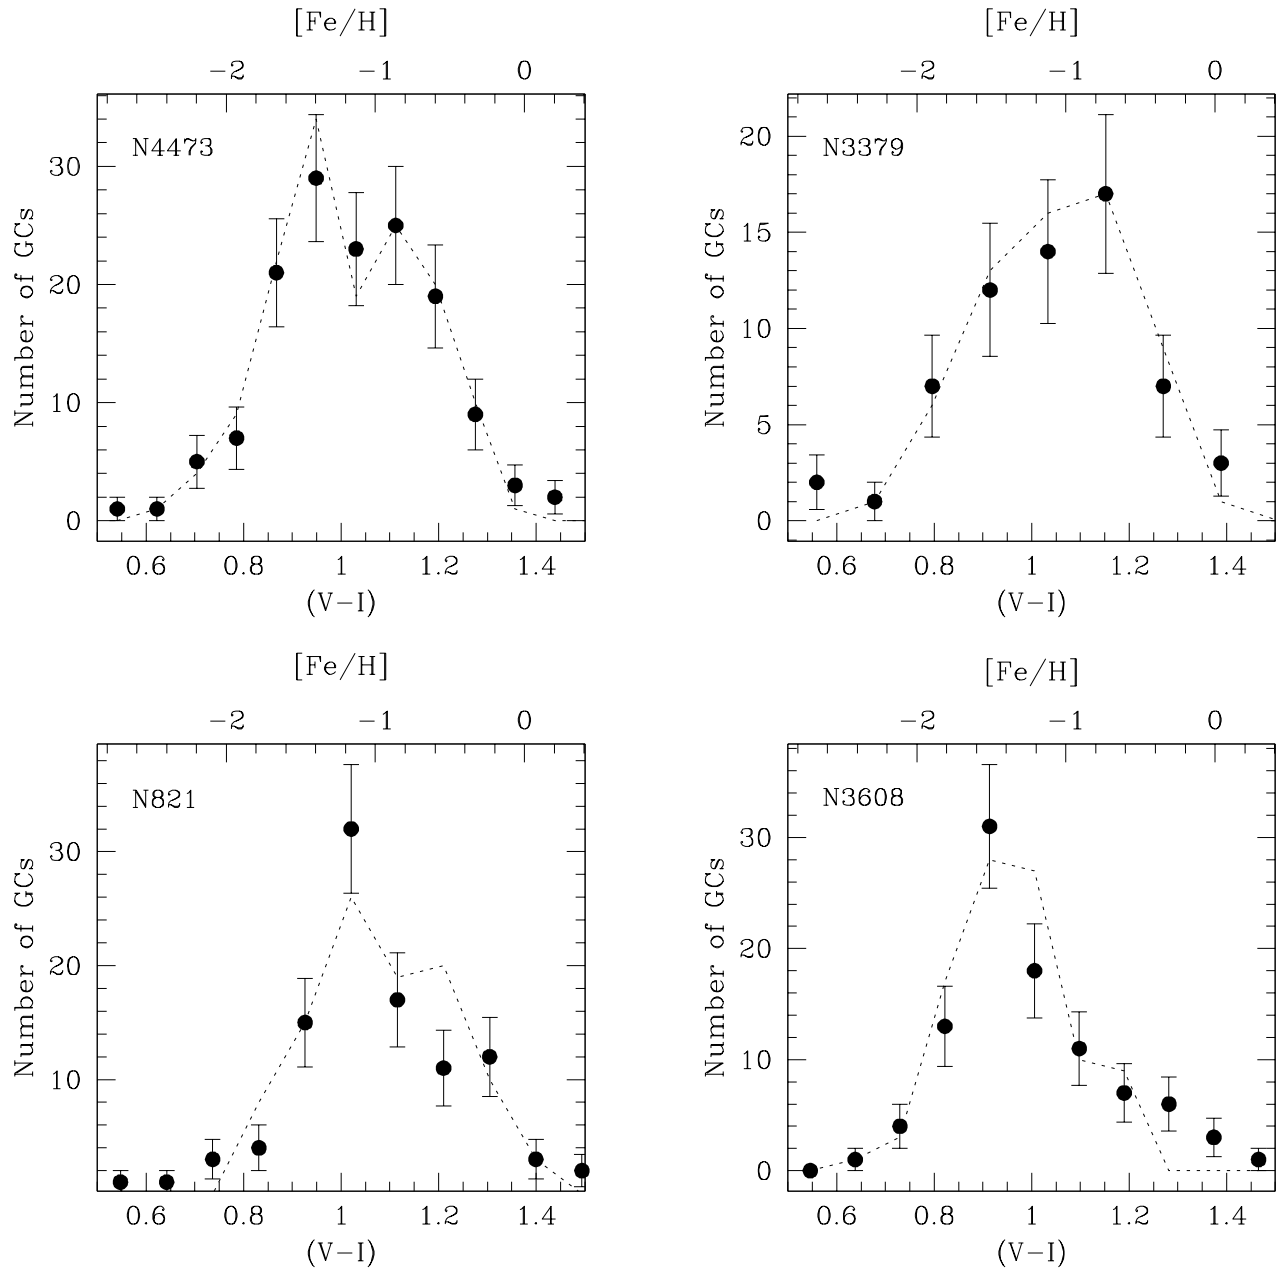 [Fe/H] [Fe/H]
−2 −1 0 −2 −1 0
N4473 N3379
Number of GCs
30
20
10
0
Number of GCs
20
15
10
5
0
0.6 0.8 1 1.2 1.4 0.6 0.8 1 1.2 1.4
(V−I) (V−I)
[Fe/H] [Fe/H]
−2 −1 0 −2 −1 0
N821 N3608
Number of GCs
30
20
10
Number of GCs
30
20
10
0
0.6 0.8 1 1.2 1.4 0.6 0.8 1 1.2 1.4
(V−I) (V−I)